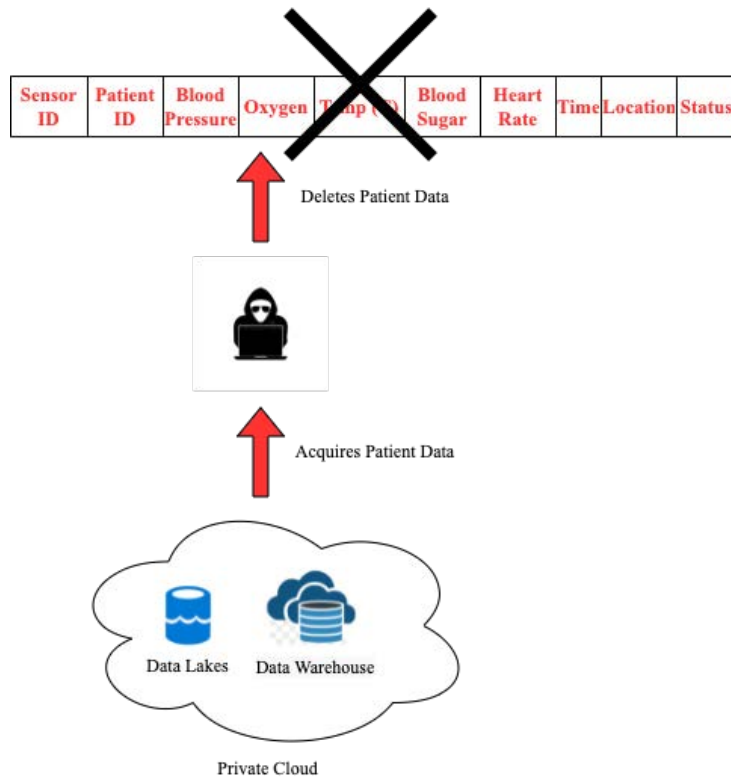 Sensor ID Patient ID Blood Pressure Oxygen Temp (C) Blood Sugar Heart Rate Time Location Status
Deletes Patient Data
Acquires Patient Data
Data Lakes Data Warehouse
Private Cloud